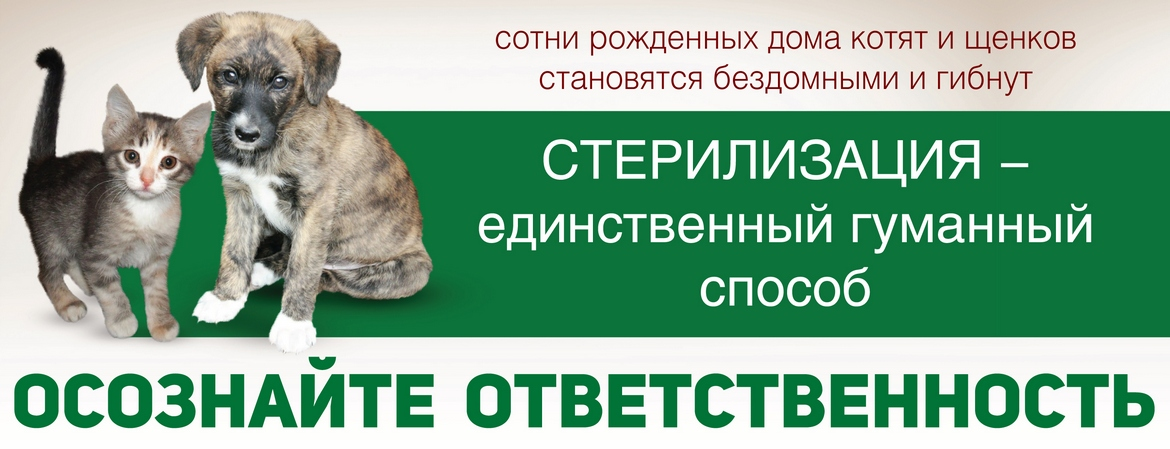 сотни рожденных дома котят и щенков
становятся бездомными и гибнут
СТЕРИЛИЗАЦИЯ –
единственный гуманный
способ
ОСОЗНАЙТЕ ОТВЕТСТВЕННОСТЬ